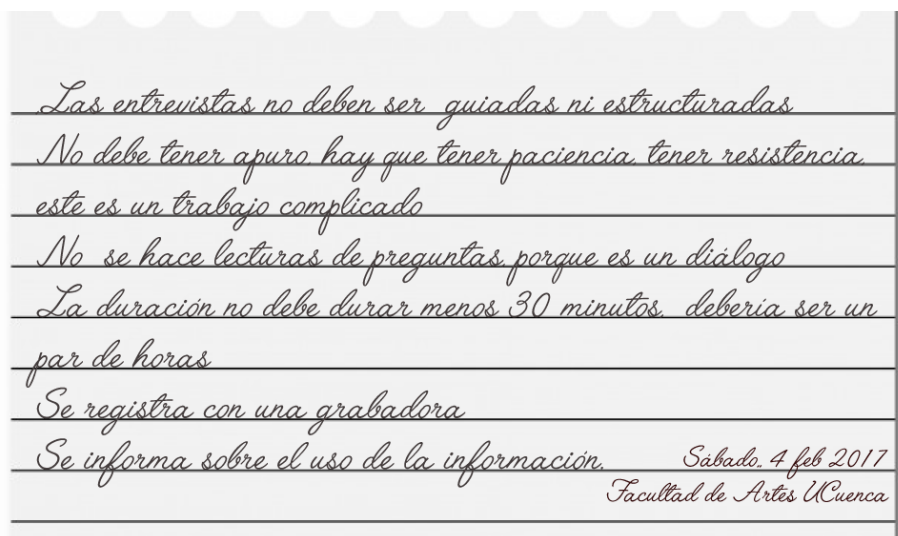 Las entrevistas no deben ser guiadas ni estructuradas
No debe tener apuro, hay que tener paciencia, tener resistencia,
este es un trabajo complicado
No se hace lecturas de preguntas, porque es un diálogo
La duración no debe durar menos 30 minutos, debería ser un
par de horas
Se registra con una grabadora
Se informa sobre el uso de la información.
Sábado, 4 feb 2017
Facultad de Artes UCuenca